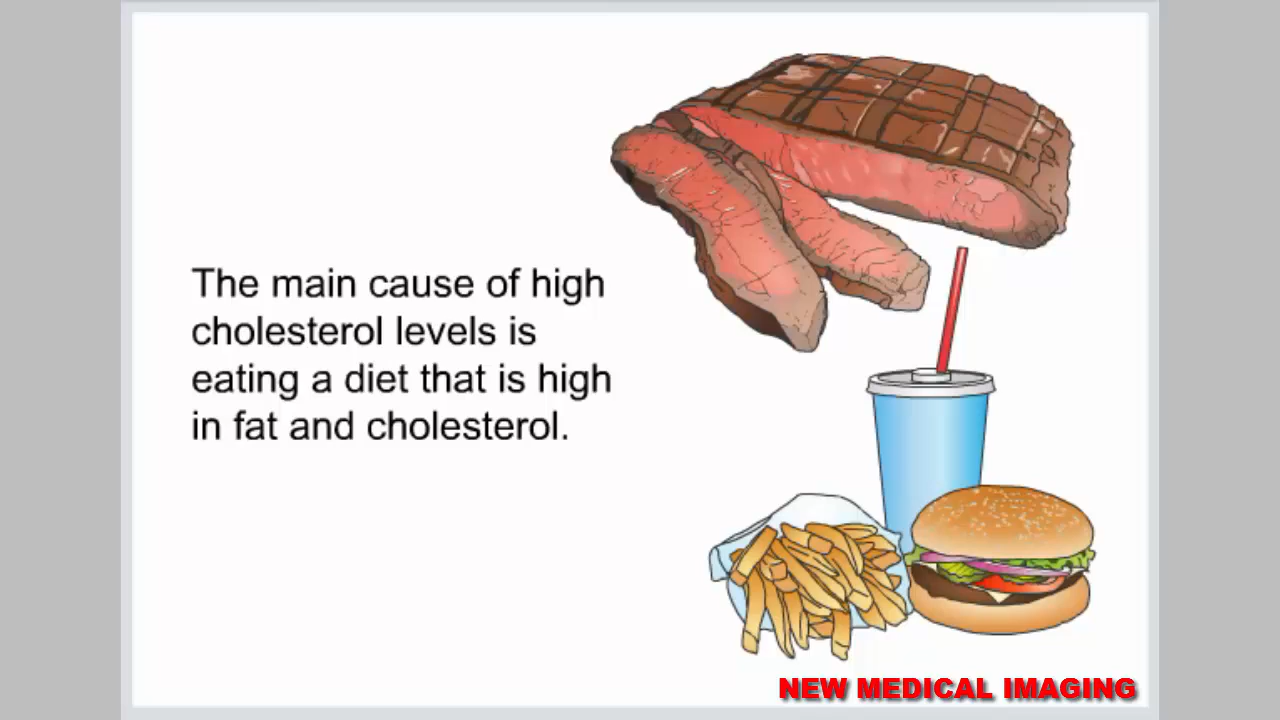 The main cause of high
cholesterol levels is
eating a diet that is high
in fat and cholesterol.
NEW MEDICAL IMAGING